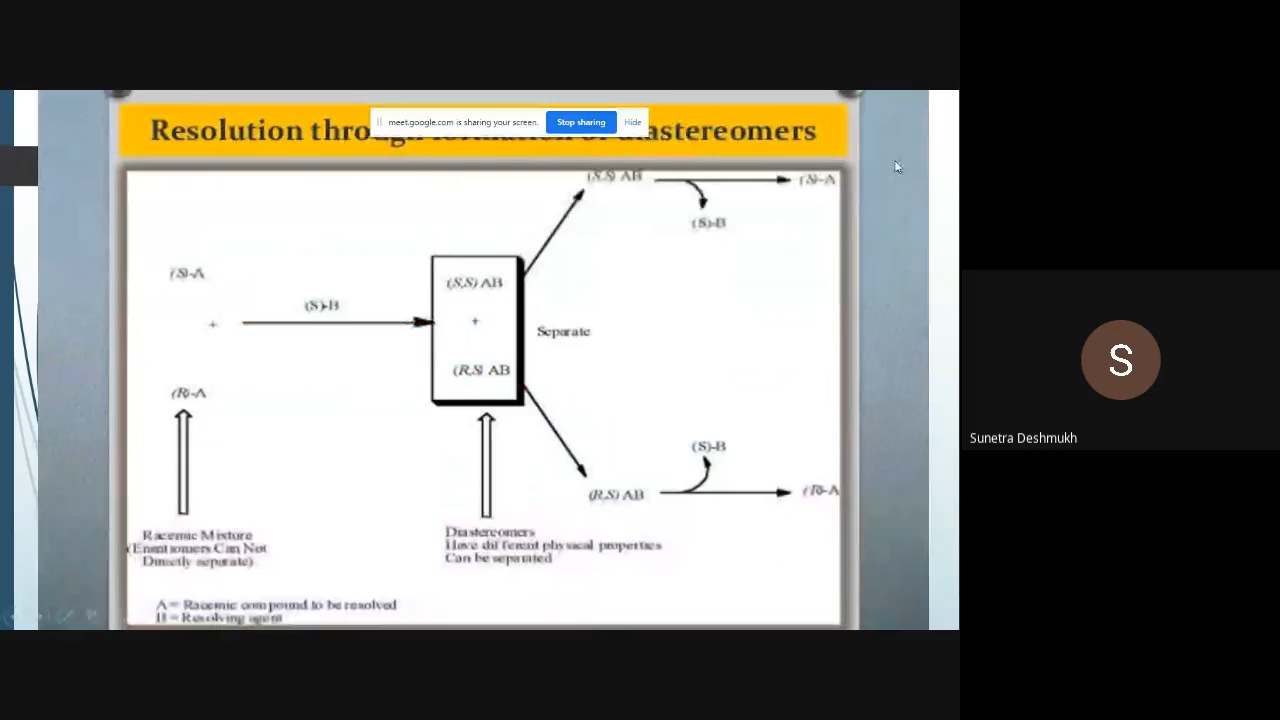 Resolution through formation of diastereomers
meet.google.com is sharing your screen.
Stop sharing
Hide
(S,S) AB
(S)-A
(S)-B
(S)-A
(S,S) AB
(S)-B
+
+
Separate
(R,S) AB
(R)-A
(S)-B
(R,S) AB
(R)-A
Racemic Mixture
(Enantiomers Can Not
Directly separate)
Diastereomers
Have different physical properties
Can be separated
A = Racemic compound to be resolved
B = Resolving agent
S
Sunetra Deshmukh